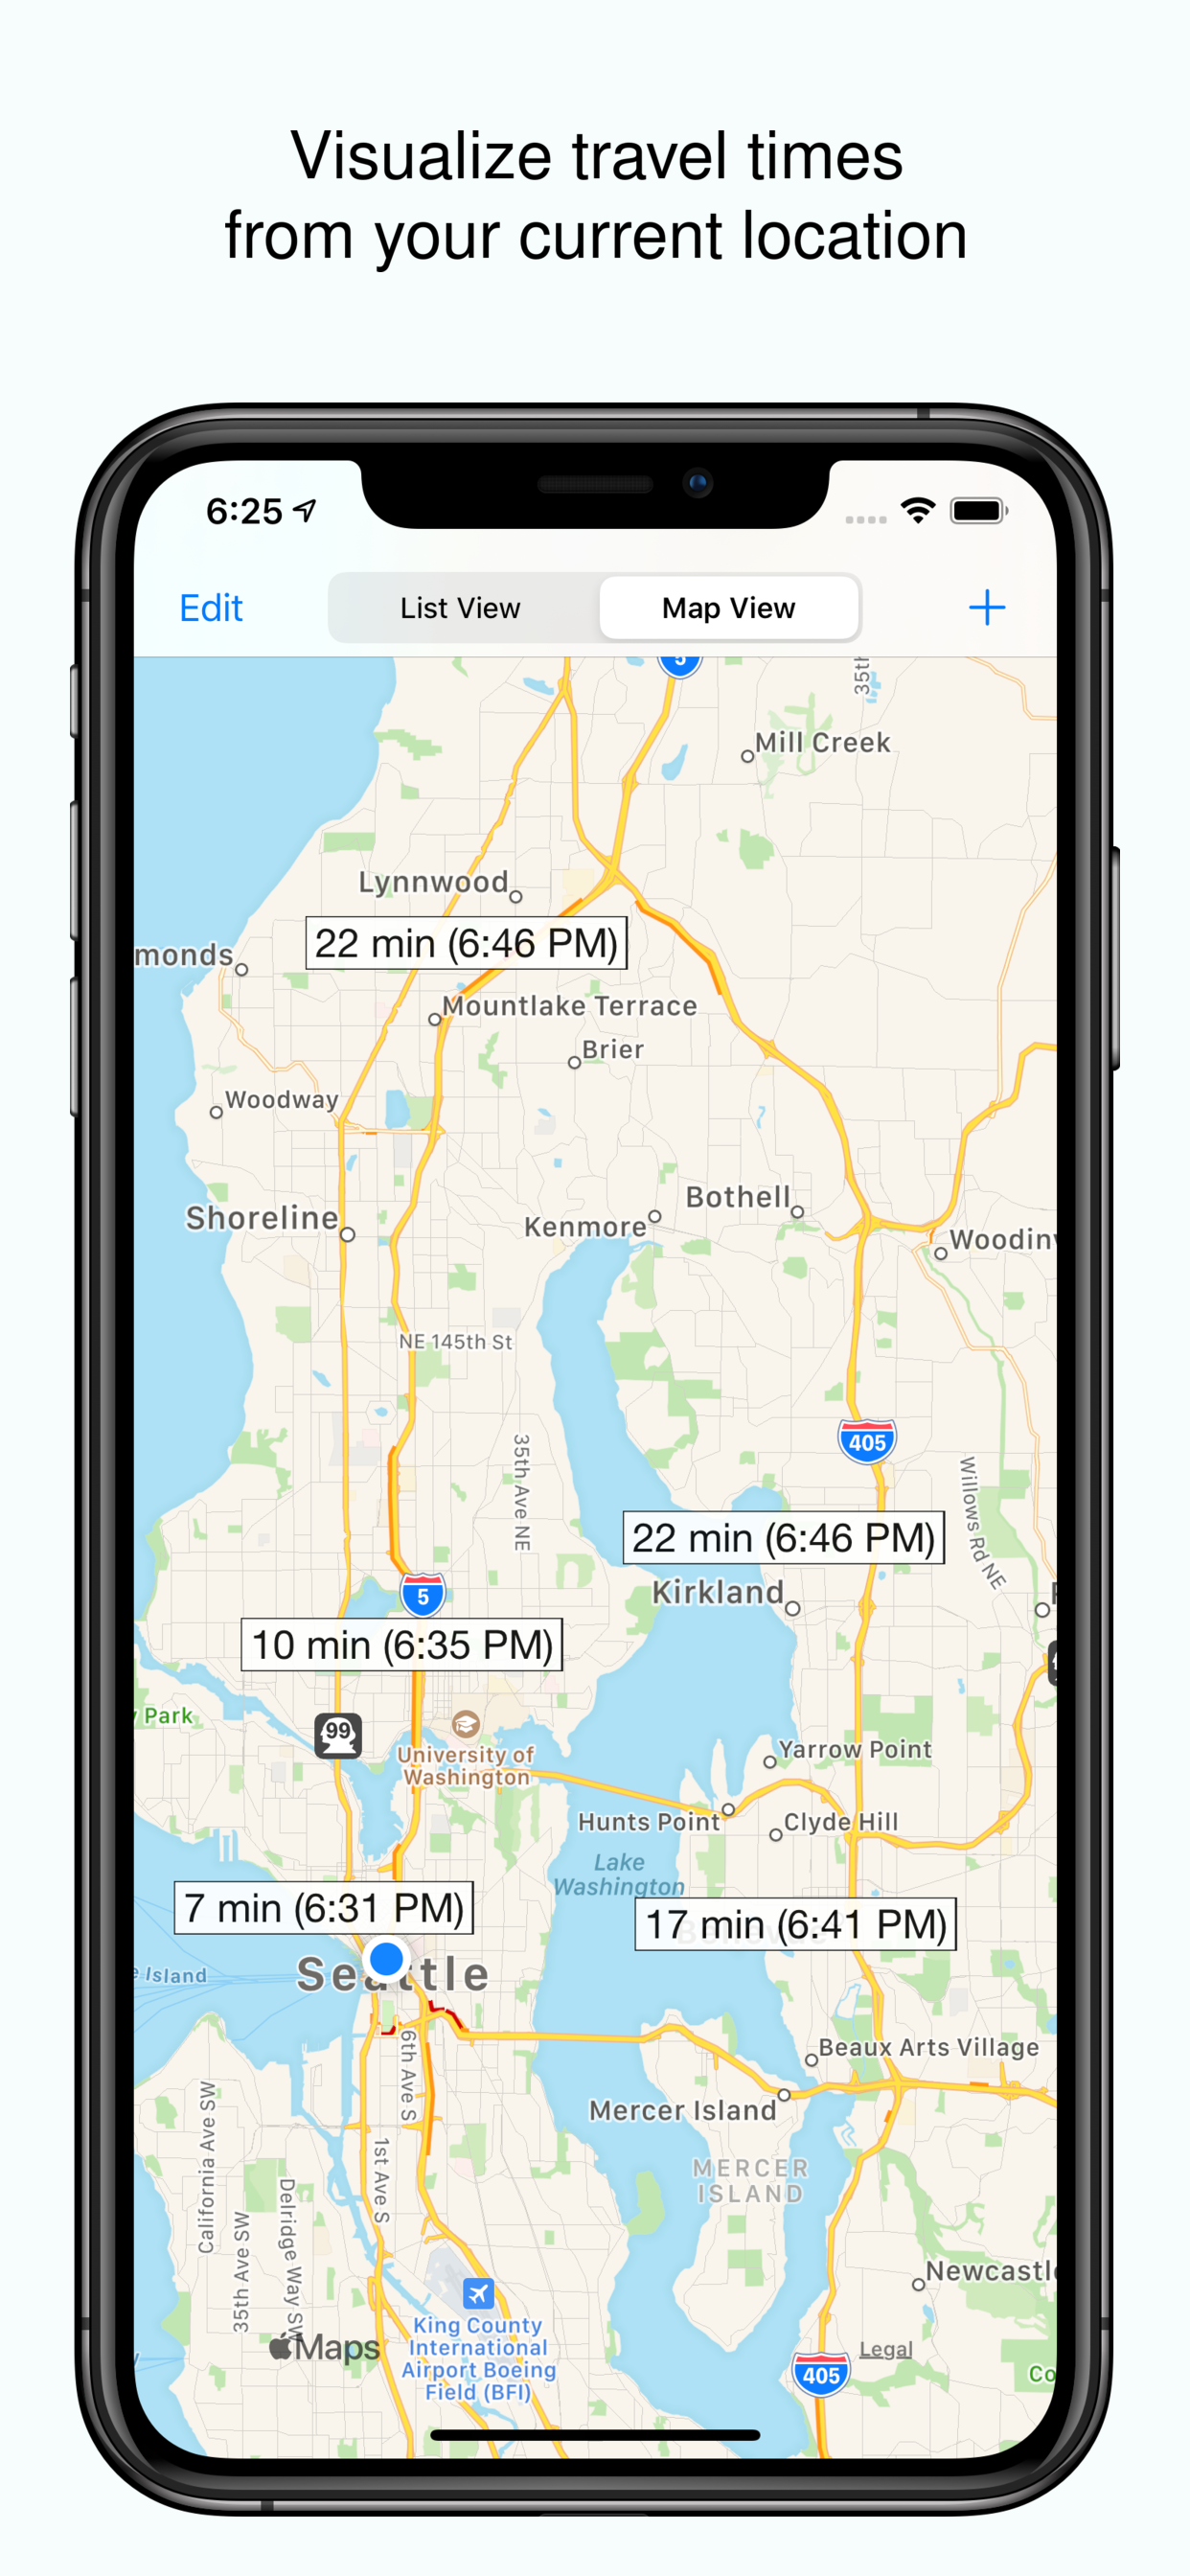 Visualize travel times
from your current location
6:25
Edit
List View
Map View
+
5
35th
Mill Creek
Lynnwood
22 min (6:46 PM)
monds
Mountlake Terrace
Brier
Woodway
Shoreline
Kenmore
Bothell
Woodinv
NE 145th St
35th Ave NE
405
Willows Rd NE
22 min (6:46 PM)
Kirkland
5
10 min (6:35 PM)
Park
99
University of
Washington
Yarrow Point
Hunts Point
Clyde Hill
Lake
Washington
7 min (6:31 PM)
17 min (6:41 PM)
Island
Seattle
6th Ave S
Beaux Arts Village
Mercer Island
MERCER
ISLAND
California Ave SW
35th Ave SW
Delridge Way SW
1st Ave S
Newcastle
King County
International
Airport Boeing
Field (BFI)
Maps
Legal
405
Co